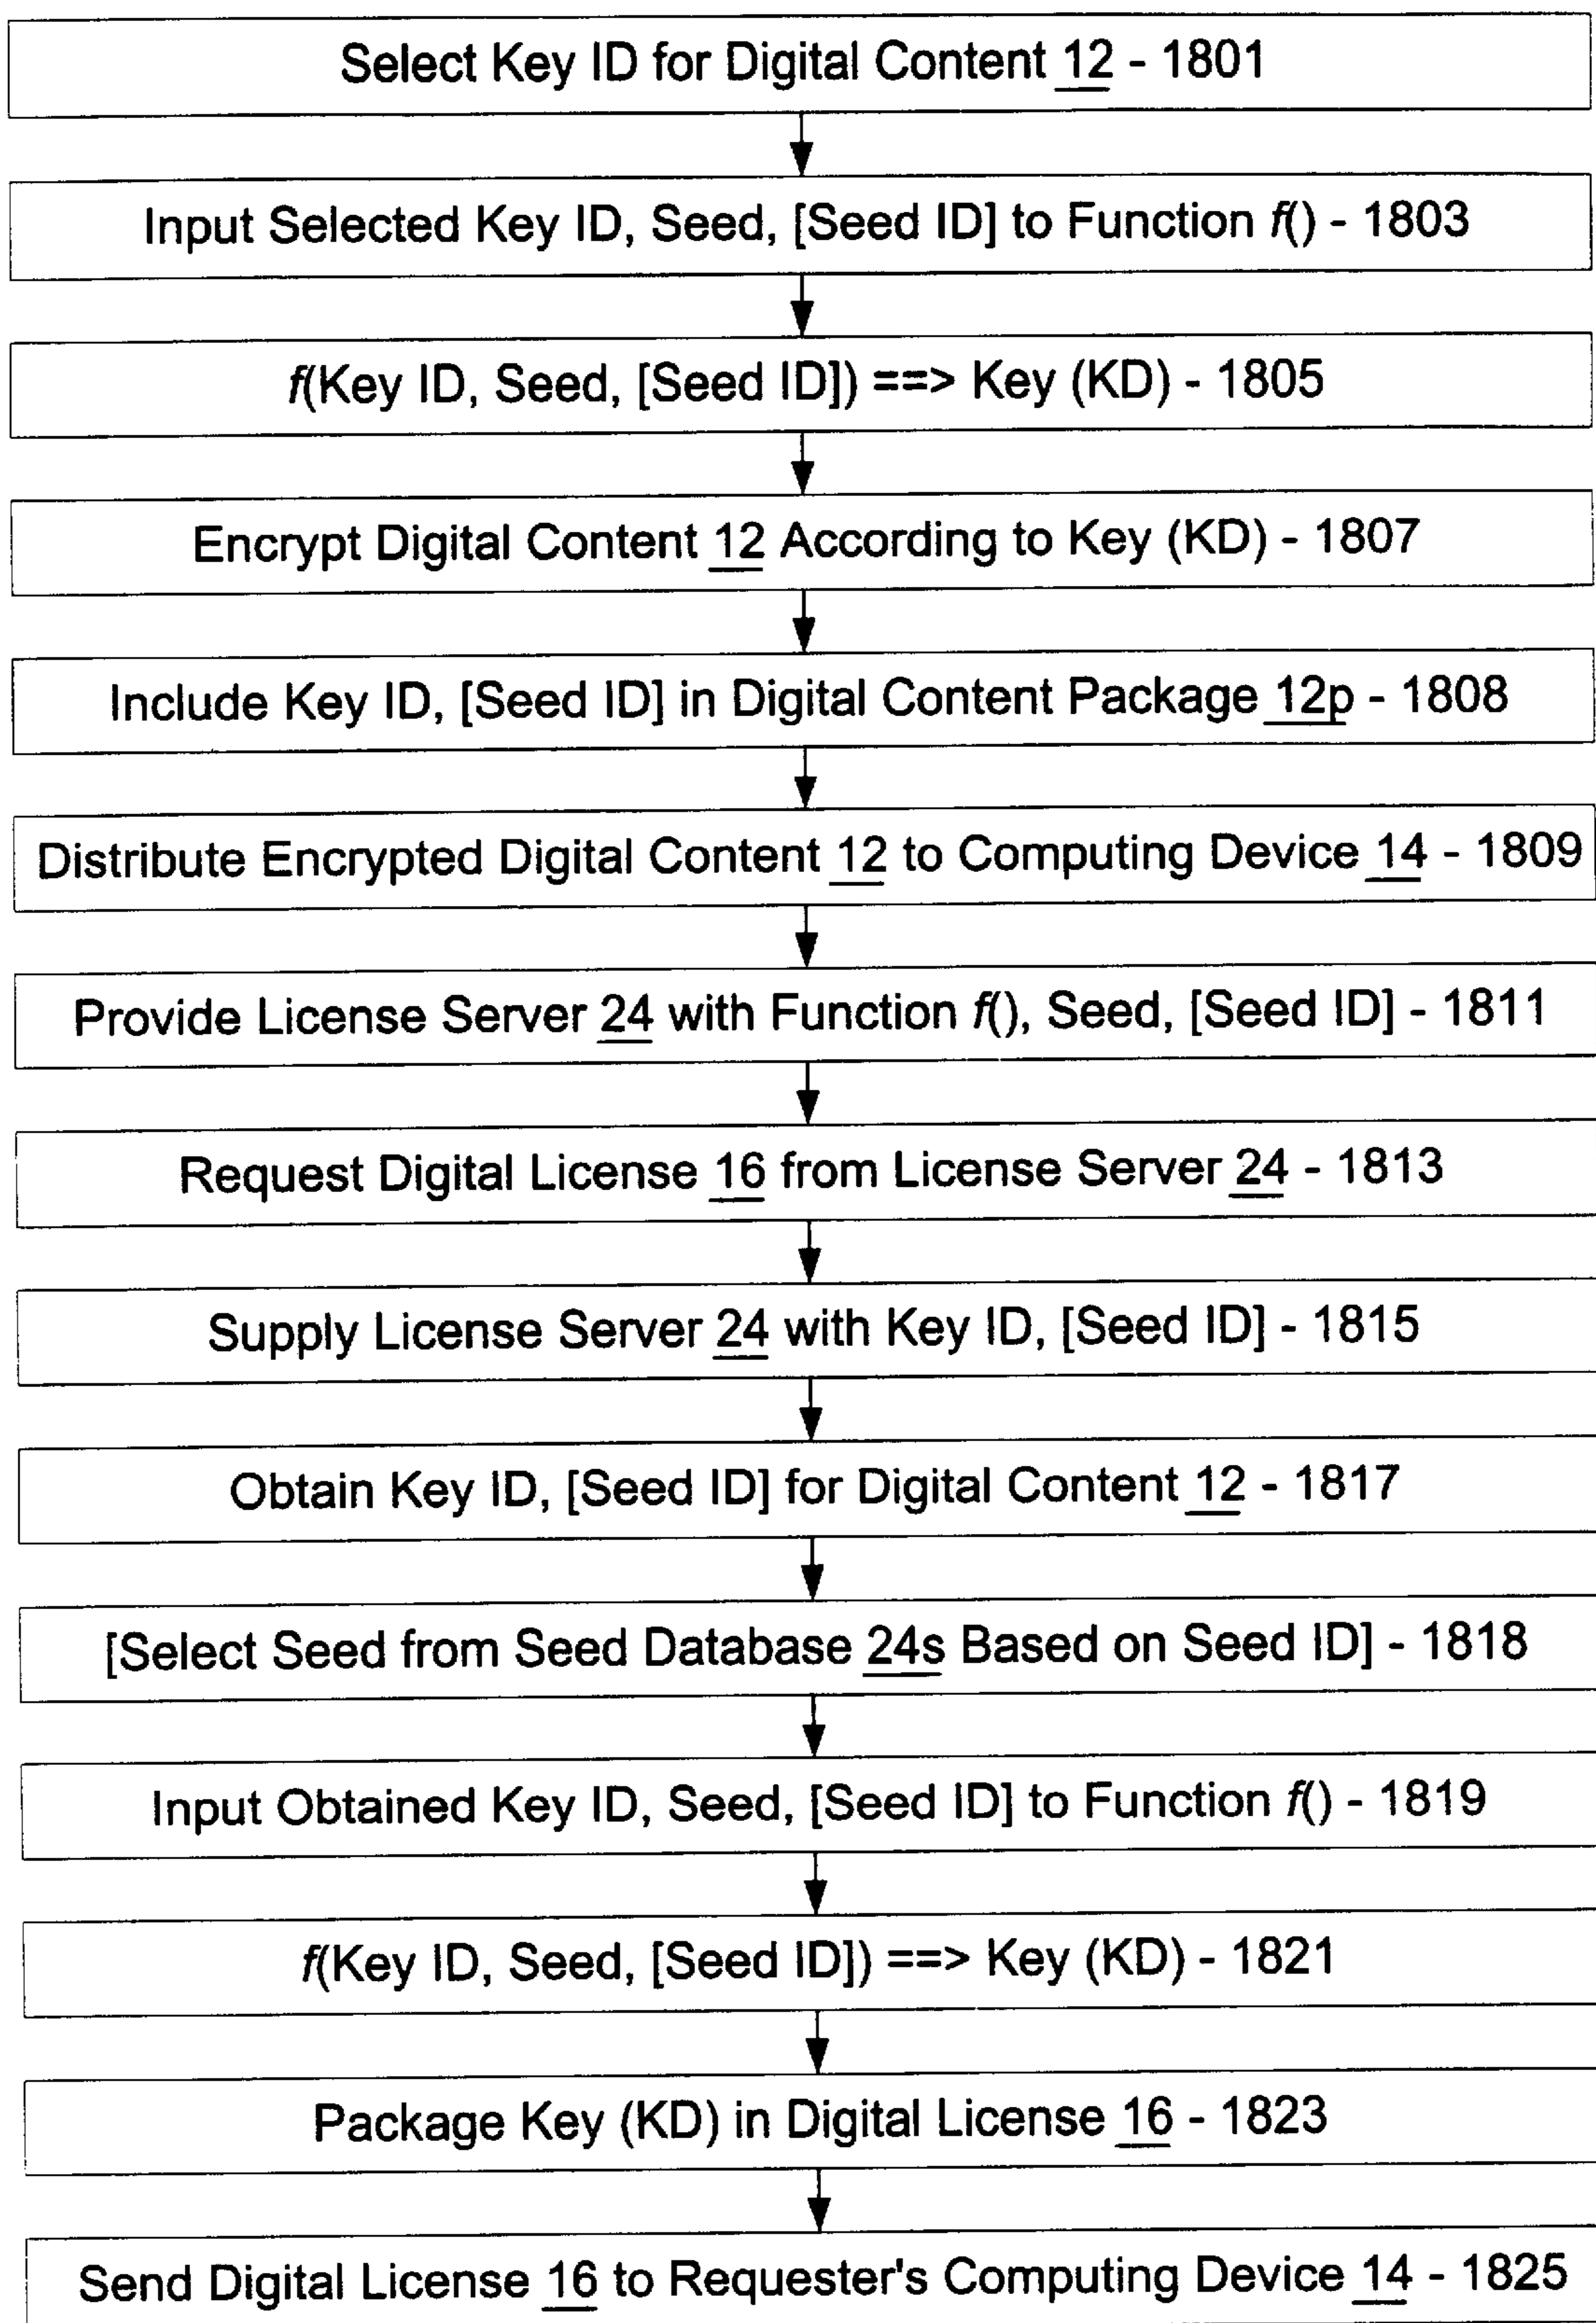 Select Key ID for Digital Content 12 - 1801
Input Selected Key ID, Seed, [Seed ID] to Function f() - 1803
f(Key ID, Seed, [Seed ID]) ==> Key (KD) - 1805
Encrypt Digital Content 12 According to Key (KD) - 1807
Include Key ID, [Seed ID] in Digital Content Package 12p - 1808
Distribute Encrypted Digital Content 12 to Computing Device 14 - 1809
Provide License Server 24 with Function f(), Seed, [Seed ID] - 1811
Request Digital License 16 from License Server 24 - 1813
Supply License Server 24 with Key ID, [Seed ID] - 1815
Obtain Key ID, [Seed ID] for Digital Content 12 - 1817
[Select Seed from Seed Database 24s Based on Seed ID] - 1818
Input Obtained Key ID, Seed, [Seed ID] to Function f() - 1819
f(Key ID, Seed, [Seed ID]) ==> Key (KD) - 1821
Package Key (KD) in Digital License 16 - 1823
Send Digital License 16 to Requester's Computing Device 14 - 1825